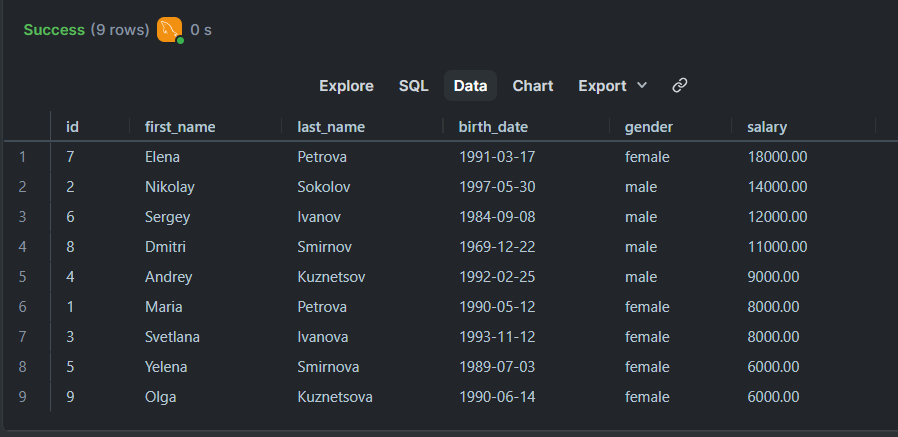 Success (9 rows) 0 s
Explore SQL Data Chart Export
id first_name last_name birth_date gender salary
1 7 Elena Petrova 1991-03-17 female 18000.00
2 2 Nikolay Sokolov 1997-05-30 male 14000.00
3 6 Sergey Ivanov 1984-09-08 male 12000.00
4 8 Dmitri Smirnov 1969-12-22 male 11000.00
5 4 Andrey Kuznetsov 1992-02-25 male 9000.00
6 1 Maria Petrova 1990-05-12 female 8000.00
7 3 Svetlana Ivanova 1993-11-12 female 8000.00
8 5 Yelena Smirnova 1989-07-03 female 6000.00
9 9 Olga Kuznetsova 1990-06-14 female 6000.00